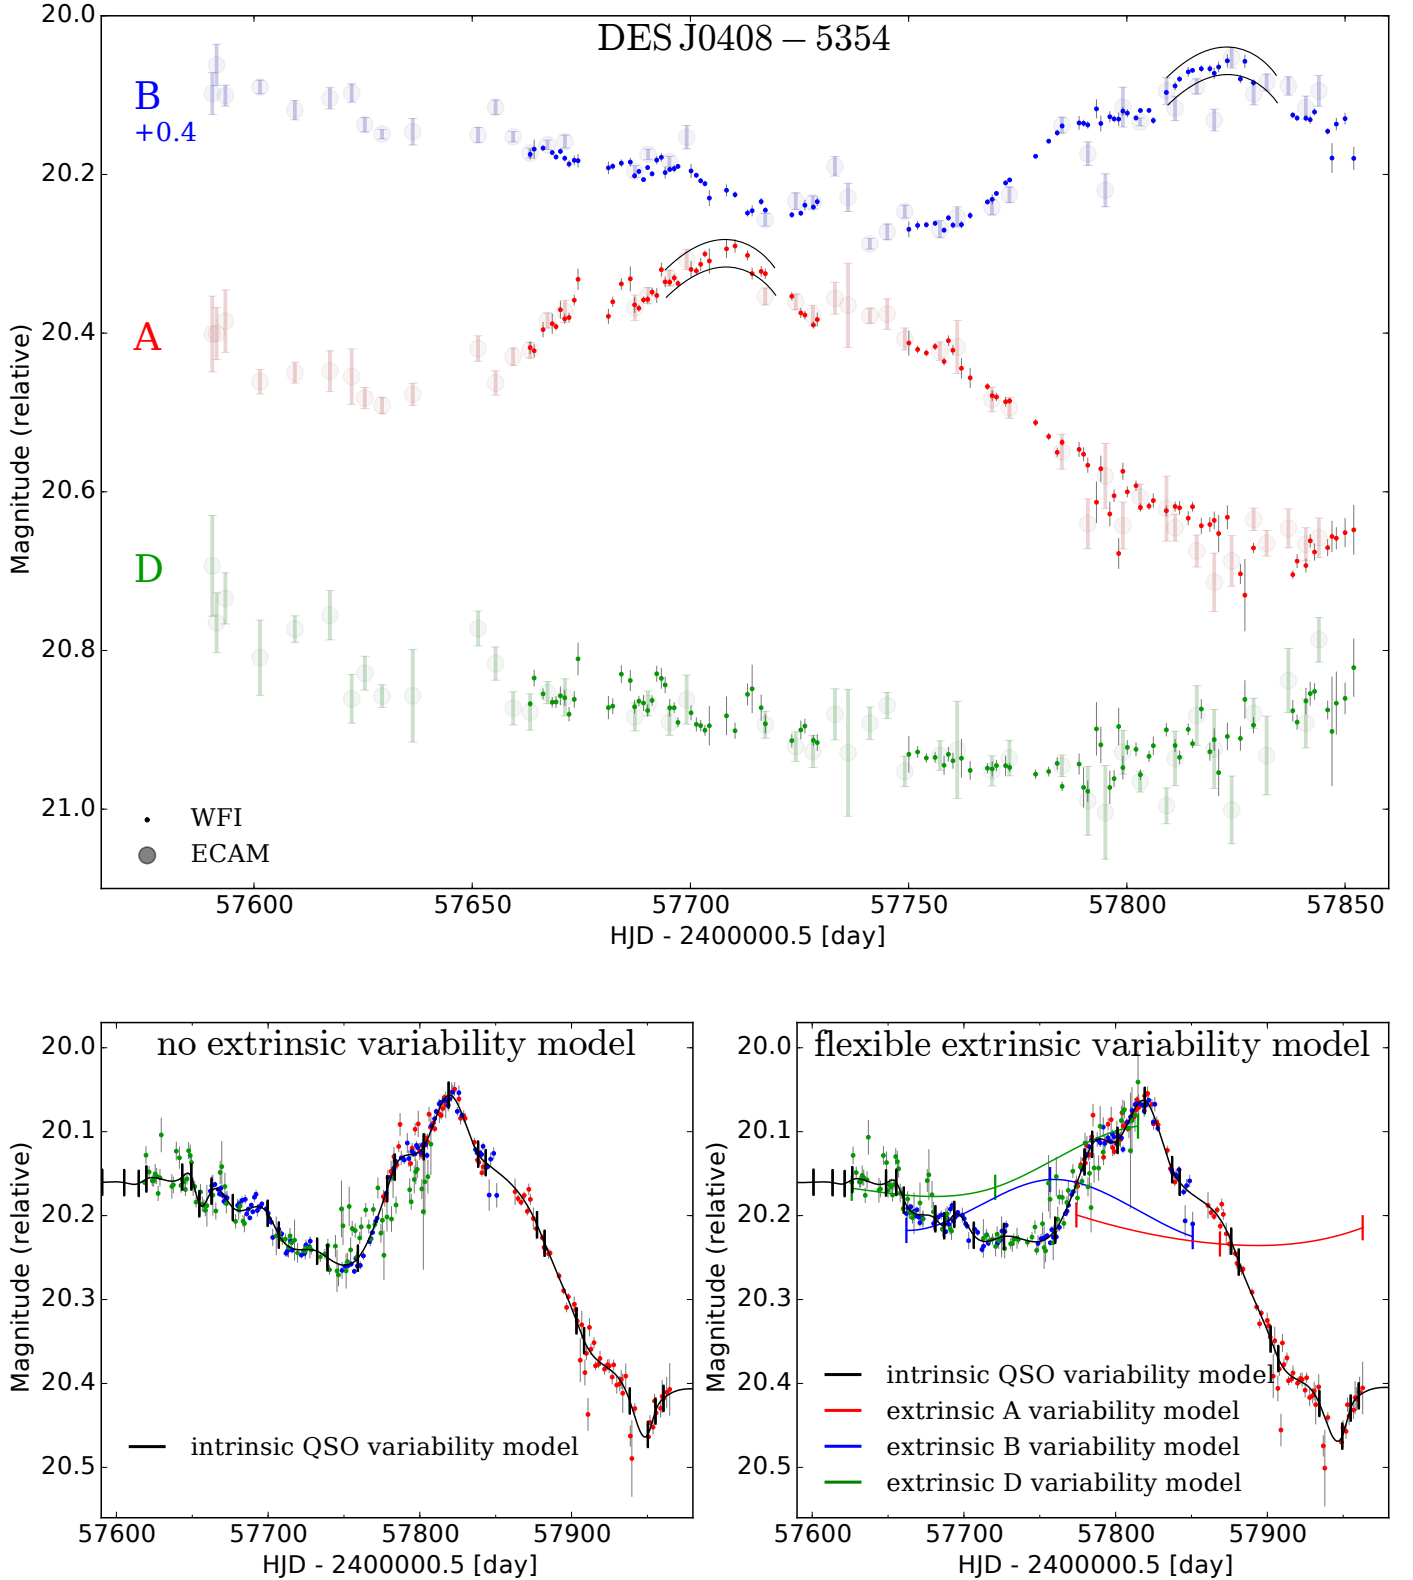 DES J0408 − 5354
20.0
20.2
20.4
20.6
20.8
21.0
Magnitude (relative)
B
+0.4
A
D
WFI
ECAM
57600 57650 57700 57750 57800 57850
HJD - 2400000.5 [day]
no extrinsic variability model
20.0
20.1
20.2
20.3
20.4
20.5
Magnitude (relative)
intrinsic QSO variability model
57600 57700 57800 57900
HJD - 2400000.5 [day]
flexible extrinsic variability model
20.0
20.1
20.2
20.3
20.4
20.5
Magnitude (relative)
intrinsic QSO variability model
extrinsic A variability model
extrinsic B variability model
extrinsic D variability model
57600 57700 57800 57900
HJD - 2400000.5 [day]